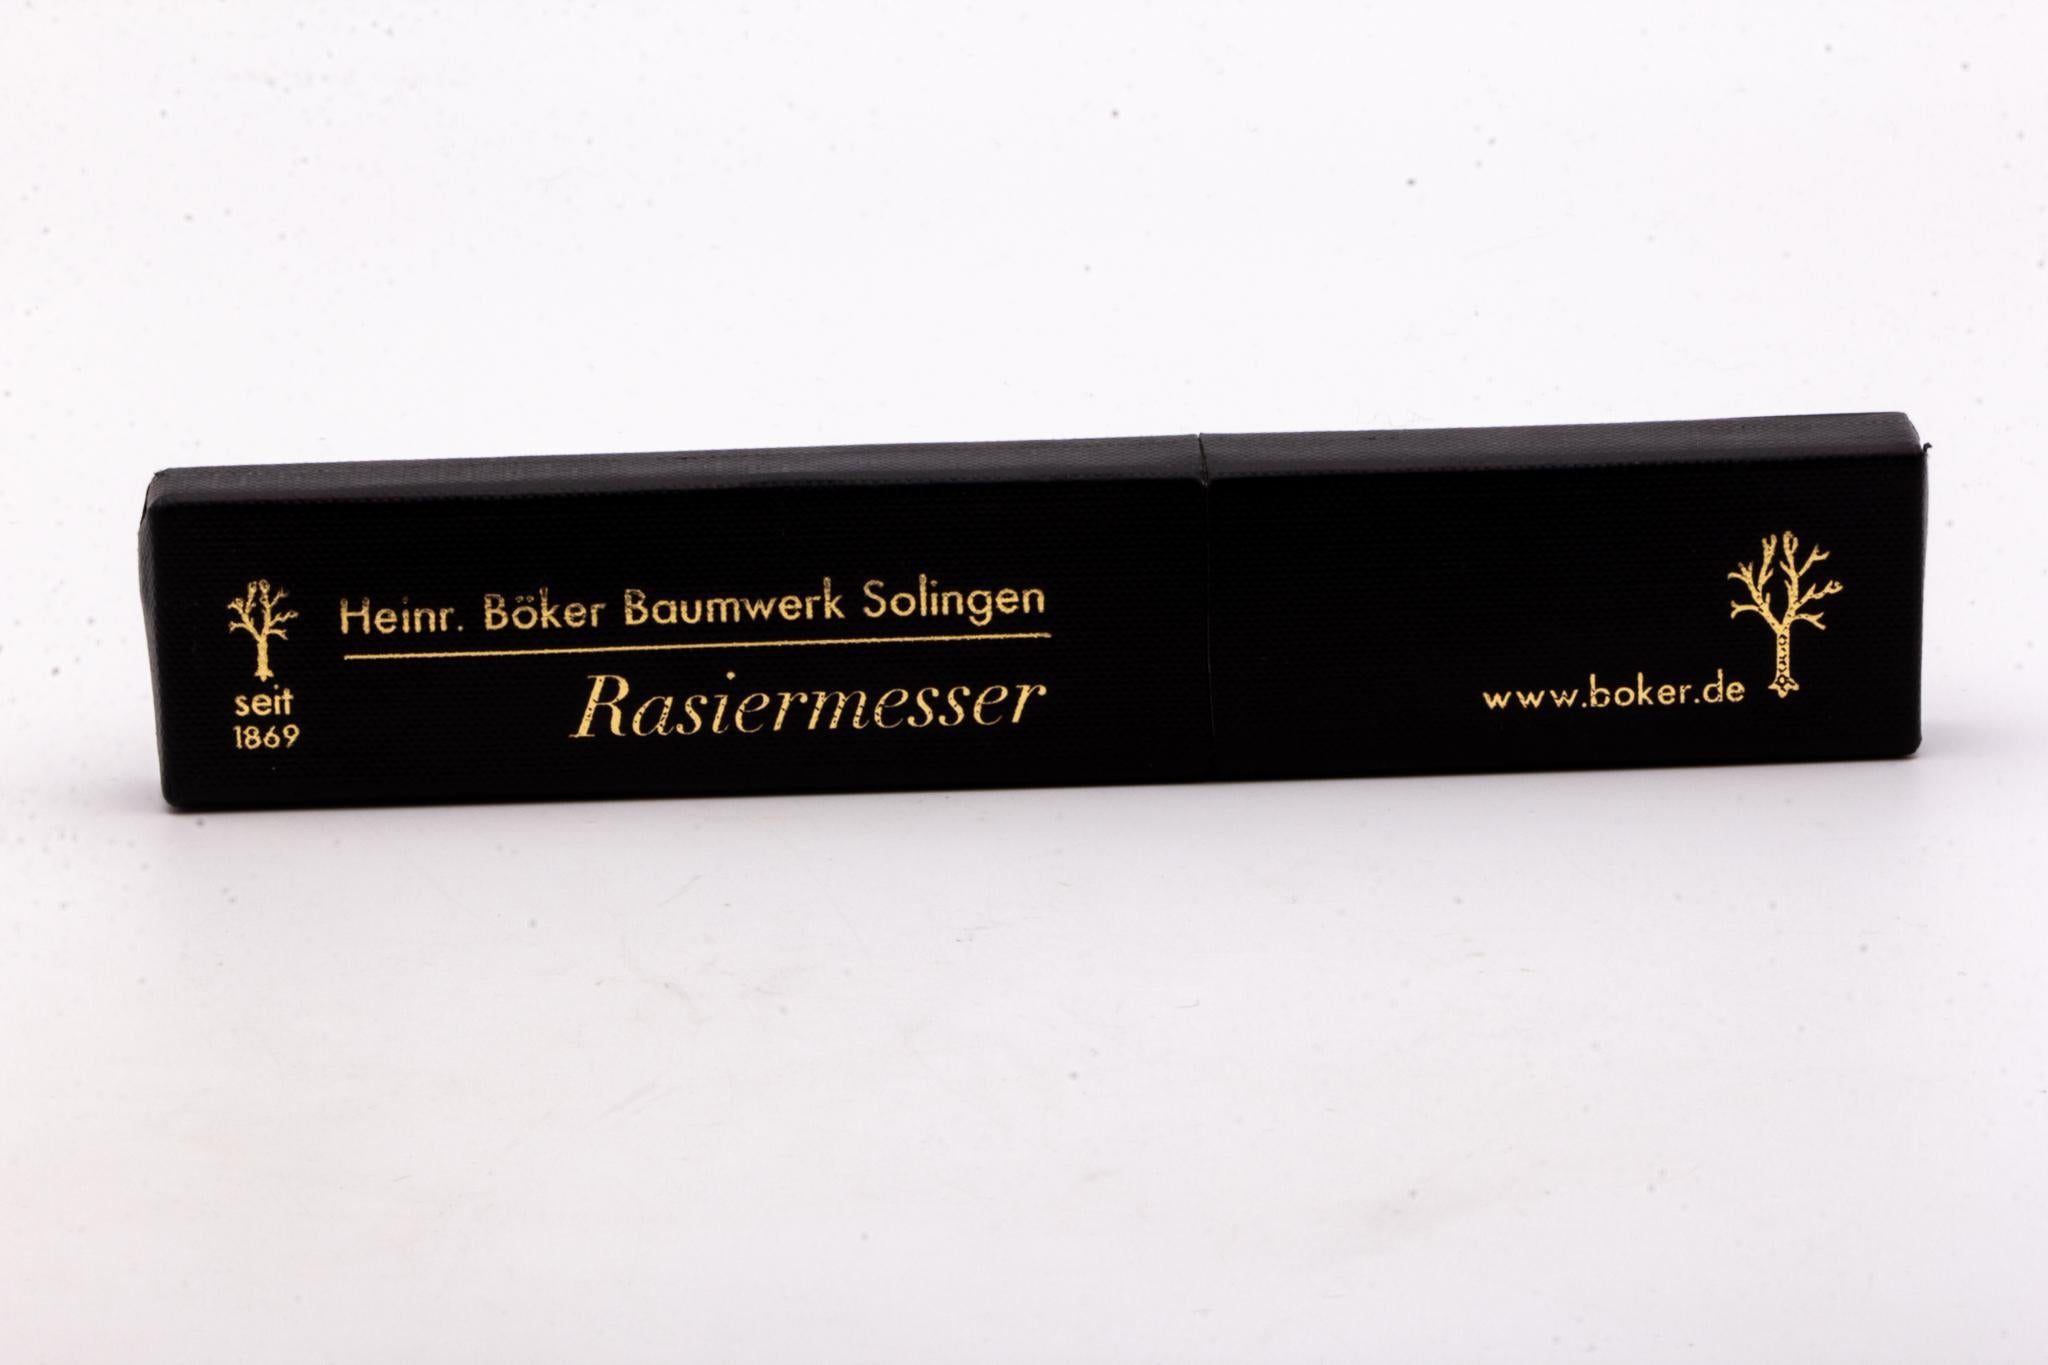 Heinr. Böker Baumwerk Solingen
Rasiermesser
seit
1869
www.boker.de